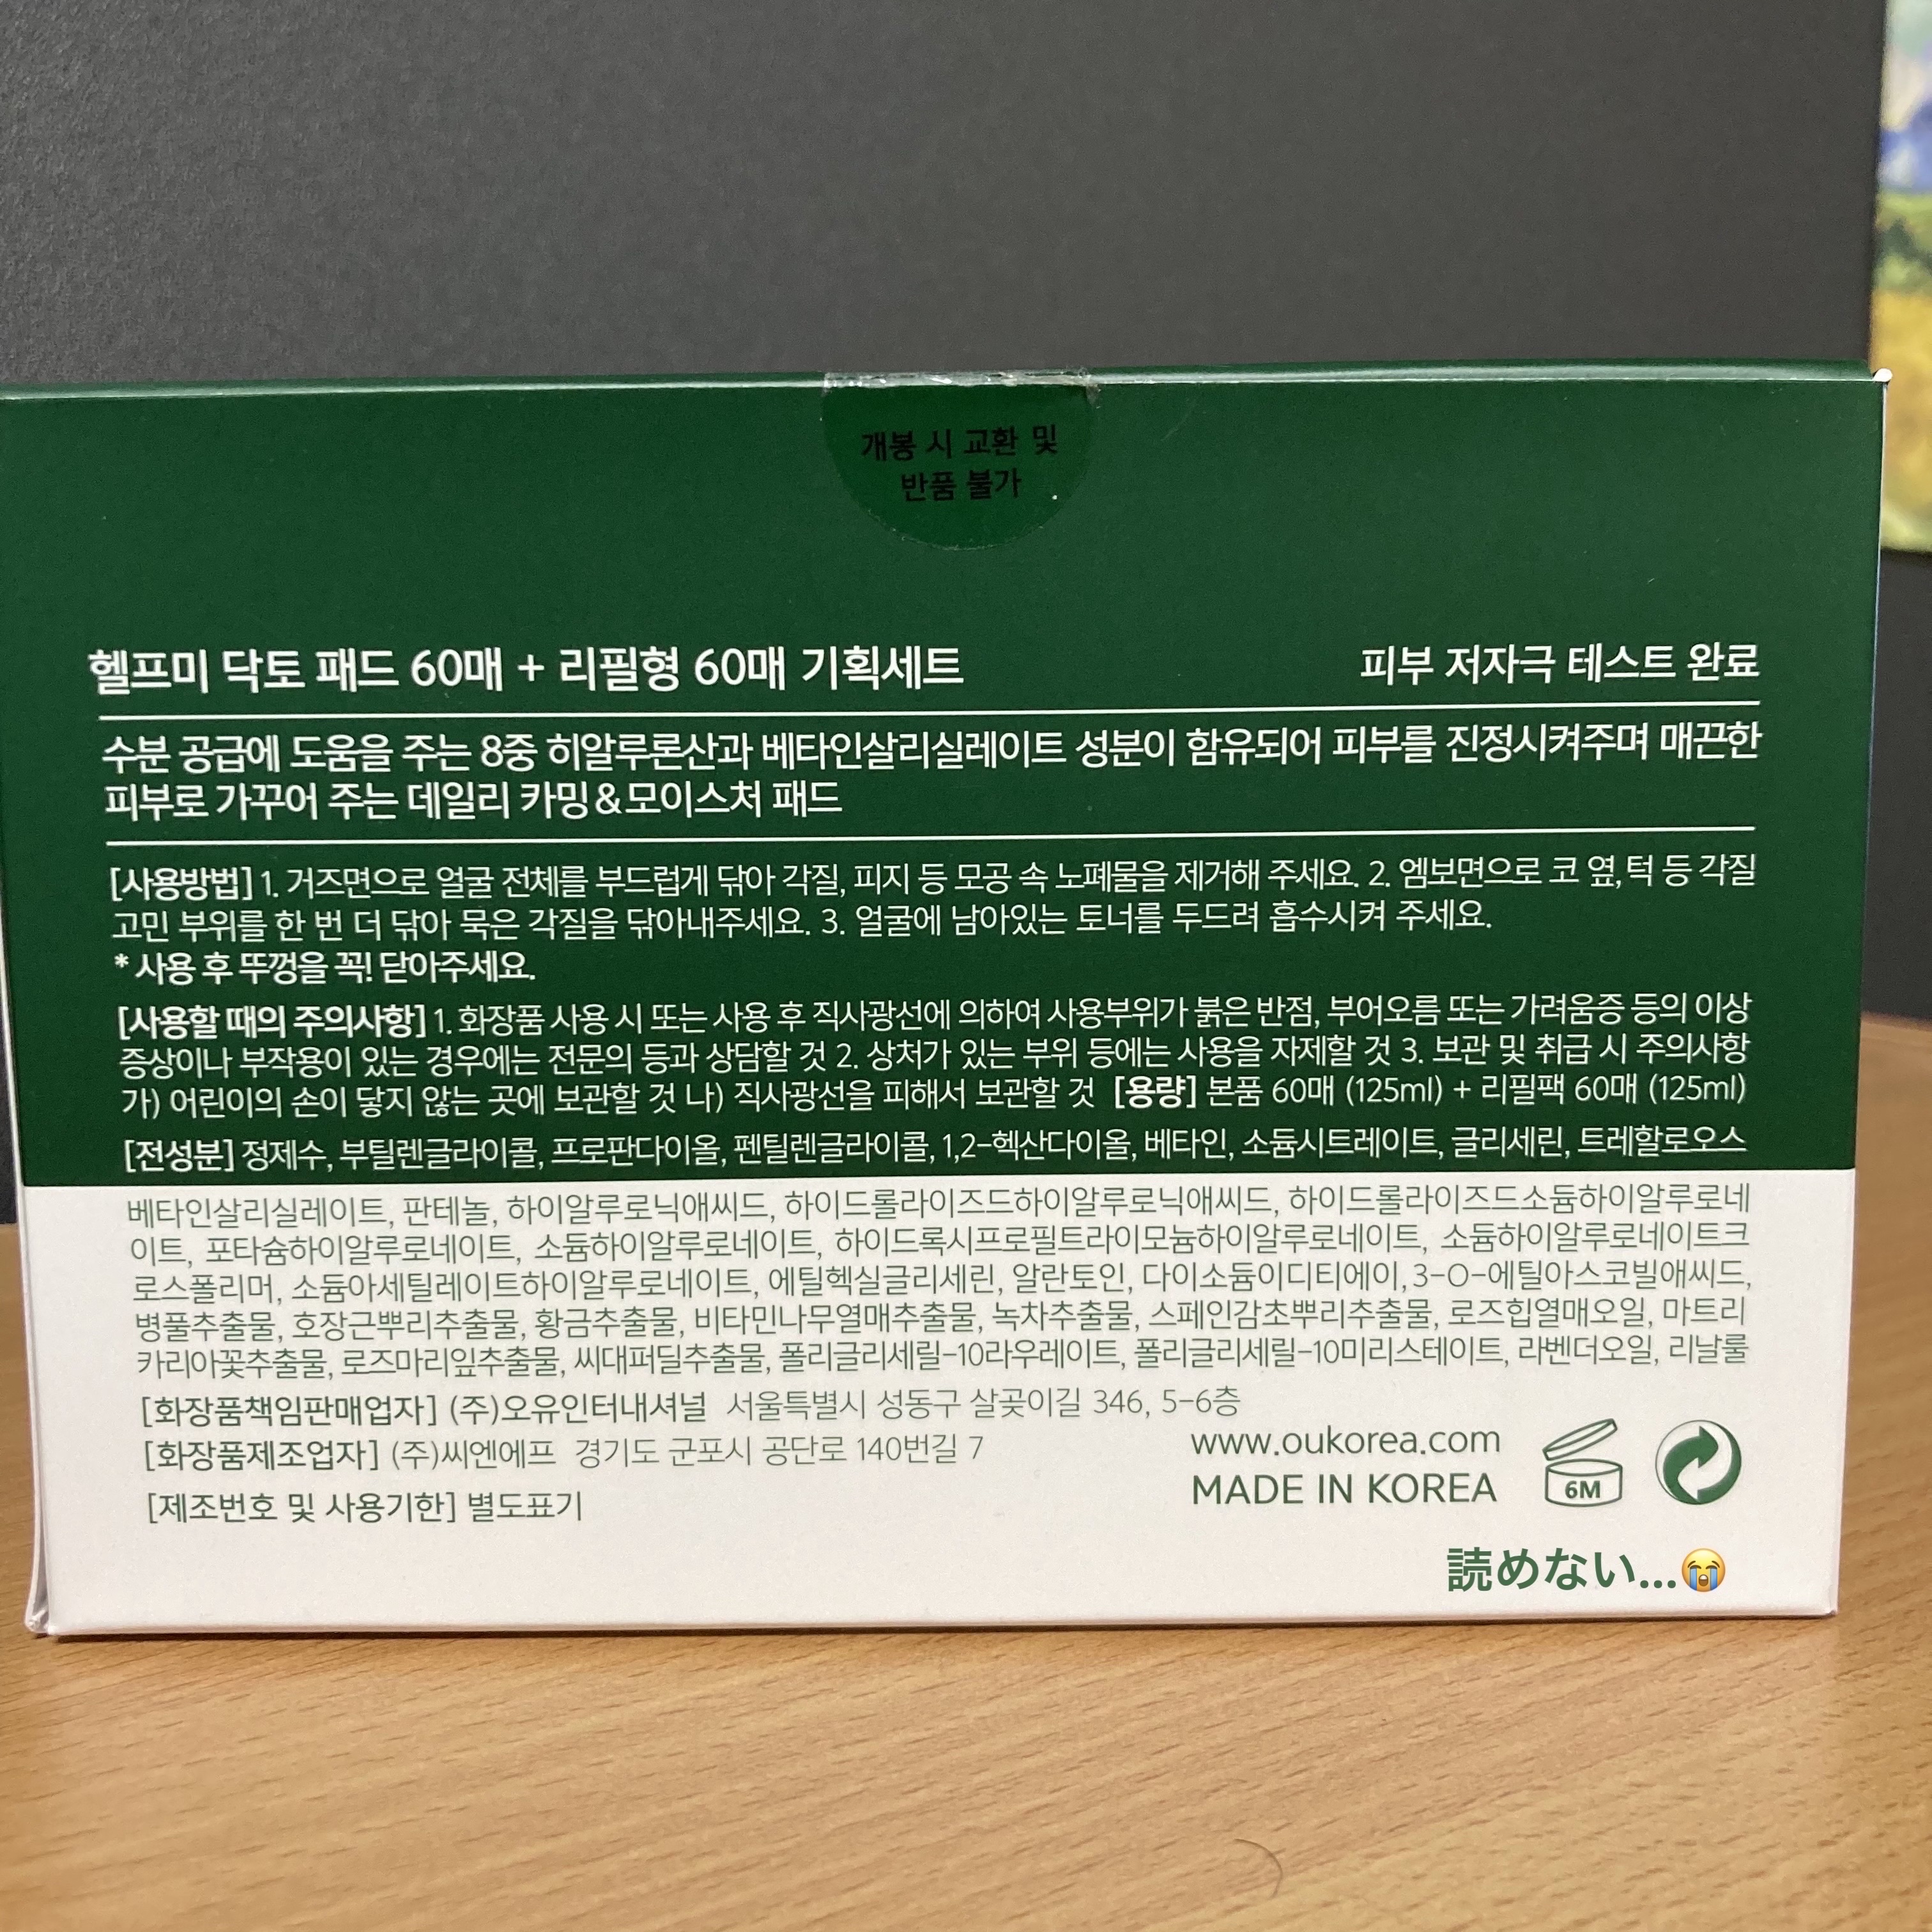 개봉 시 교환 및
반품 불가
헬프미 닥토 패드 60매 + 리필형 60매 기획세트
피부 저자극 테스트 완료
수분 공급에 도움을 주는 8중 히알루론산과 베타인살리실레이트 성분이 함유되어 피부를 진정시켜주며 매끈한
피부로 가꾸어 주는 데일리 카밍&모이스처 패드
[사용방법] 1. 거즈면으로 얼굴 전체를 부드럽게 닦아 각질, 피지 등 모공 속 노폐물을 제거해 주세요. 2. 엠보면으로 코 옆, 턱 등 각질
고민 부위를 한 번 더 닦아 묵은 각질을 닦아내주세요. 3. 얼굴에 남아있는 토너를 두드려 흡수시켜 주세요.
* 사용 후 뚜껑을 꼭! 닫아주세요.
[사용할 때의 주의사항] 1. 화장품 사용 시 또는 사용 후 직사광선에 의하여 사용부위가 붉은 반점, 부어오름 또는 가려움증 등의 이상
증상이나 부작용이 있는 경우에는 전문의 등과 상담할 것 2. 상처가 있는 부위 등에는 사용을 자제할 것 3. 보관 및 취급 시 주의사항
가) 어린이의 손이 닿지 않는 곳에 보관할 것 나) 직사광선을 피해서 보관할 것 [용량] 본품 60매 (125ml) + 리필팩 60매 (125ml)
[전성분] 정제수, 부틸렌글라이콜, 프로판다이올, 펜틸렌글라이콜, 1,2-헥산다이올, 베타인, 소듐시트레이트, 글리세린, 트레할로오스
베타인살리실레이트, 판테놀, 하이알루로닉애씨드, 하이드롤라이즈드하이알루로닉애씨드, 하이드롤라이즈드소듐하이알루로네
이트, 포타슘하이알루로네이트, 소듐하이알루로네이트, 하이드록시프로필트라이모늄하이알루로네이트, 소듐하이알루로네이트크
로스폴리머, 소듐아세틸레이트하이알루로네이트, 에틸헥실글리세린, 알란토인, 다이소듐이디티에이, 3-O-에틸아스코빌애씨드,
병풀추출물, 호장근뿌리추출물, 황금추출물, 비타민나무열매추출물, 녹차추출물, 스페인감초뿌리추출물, 로즈힙열매오일, 마트리
카리아꽃추출물, 로즈마리잎추출물, 씨대퍼딜추출물, 폴리글리세릴-10라우레이트, 폴리글리세릴-10미리스테이트, 라벤더오일, 리날룰
[화장품책임판매업자] (주)오유인터내셔널 서울특별시 성동구 살곶이길 346, 5-6층
[화장품제조업자] (주)씨엔에프 경기도 군포시 공단로 140번길 7
[제조번호 및 사용기한] 별도표기
www.oukorea.com
MADE IN KOREA
6M
読めない...😭